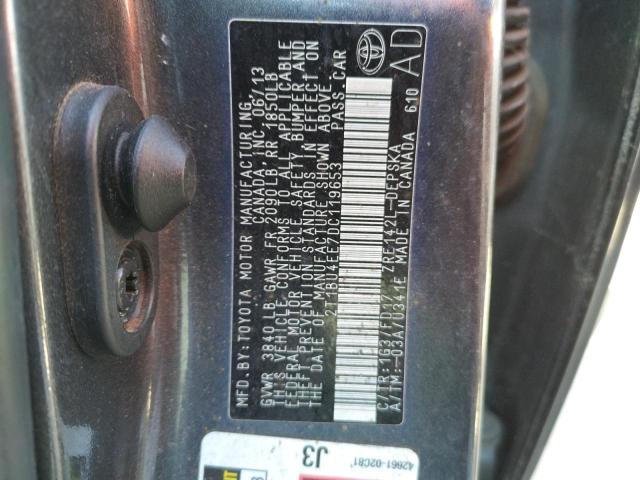 MFD.BY:TOYOTA MOTOR MANUFACTURING
CANADA, INC. 06/13
GVWR 3840 LB GAWR FR 2090LB, RR 1850LB
THIS VEHICLE CONFORMS TO ALL APPLICABLE
FEDERAL MOTOR VEHICLE SAFETY, BUMPER, AND
THEFT PREVENTION STANDARDS IN EFFECT ON
THE DATE OF MANUFACTURE SHOWN ABOVE.
2T1BU4EE7DC119653 PASS.CAR
C/TR:1G3/FD17 ZRE142L-DEPSKA
A/TM:-03A/U341E MADE IN CANADA 610
AD
J3
42661-02C81